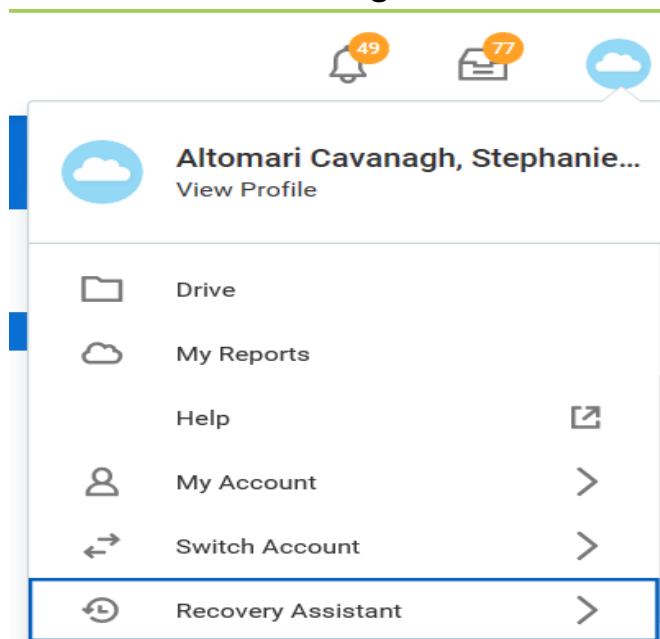 49
77
Altomari Cavanagh, Stephanie...
View Profile
Drive
My Reports
Help
My Account
Switch Account
Recovery Assistant